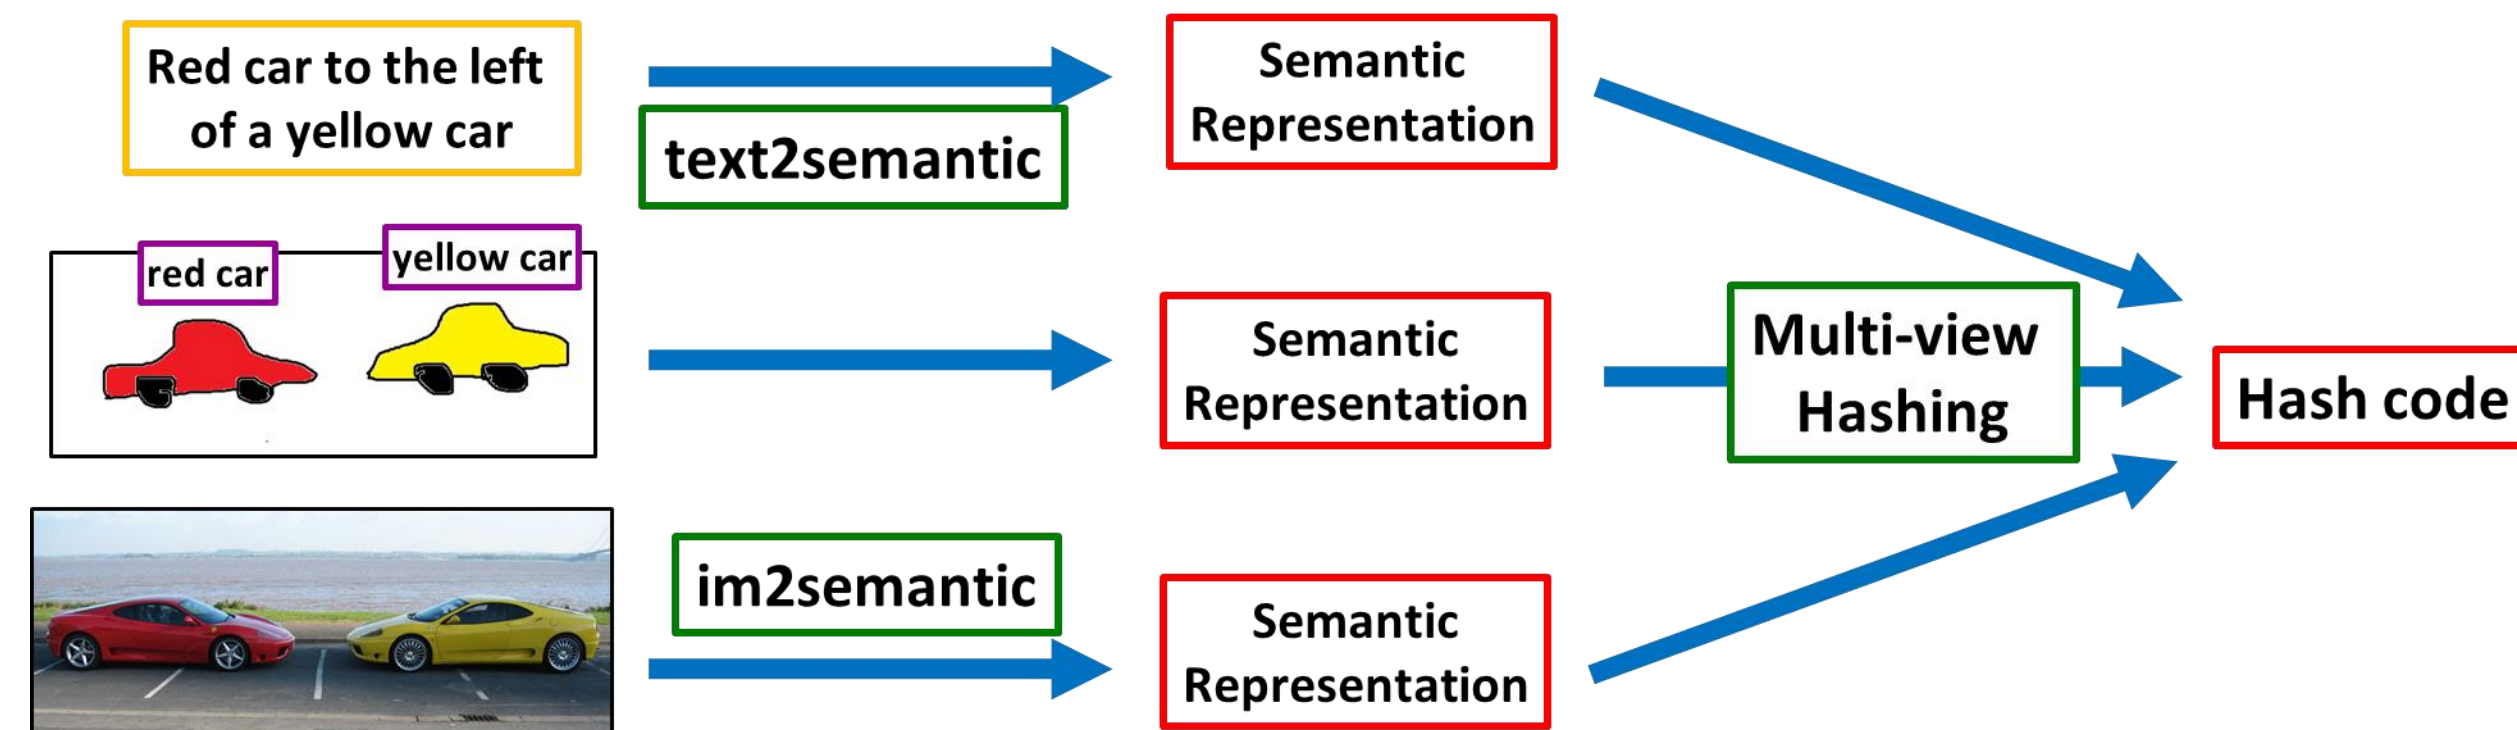 Red car to the left
of a yellow car
text2semantic
Semantic
Representation
red car
yellow car
Semantic
Representation
Multi-view
Hashing
Hash code
im2semantic
Semantic
Representation